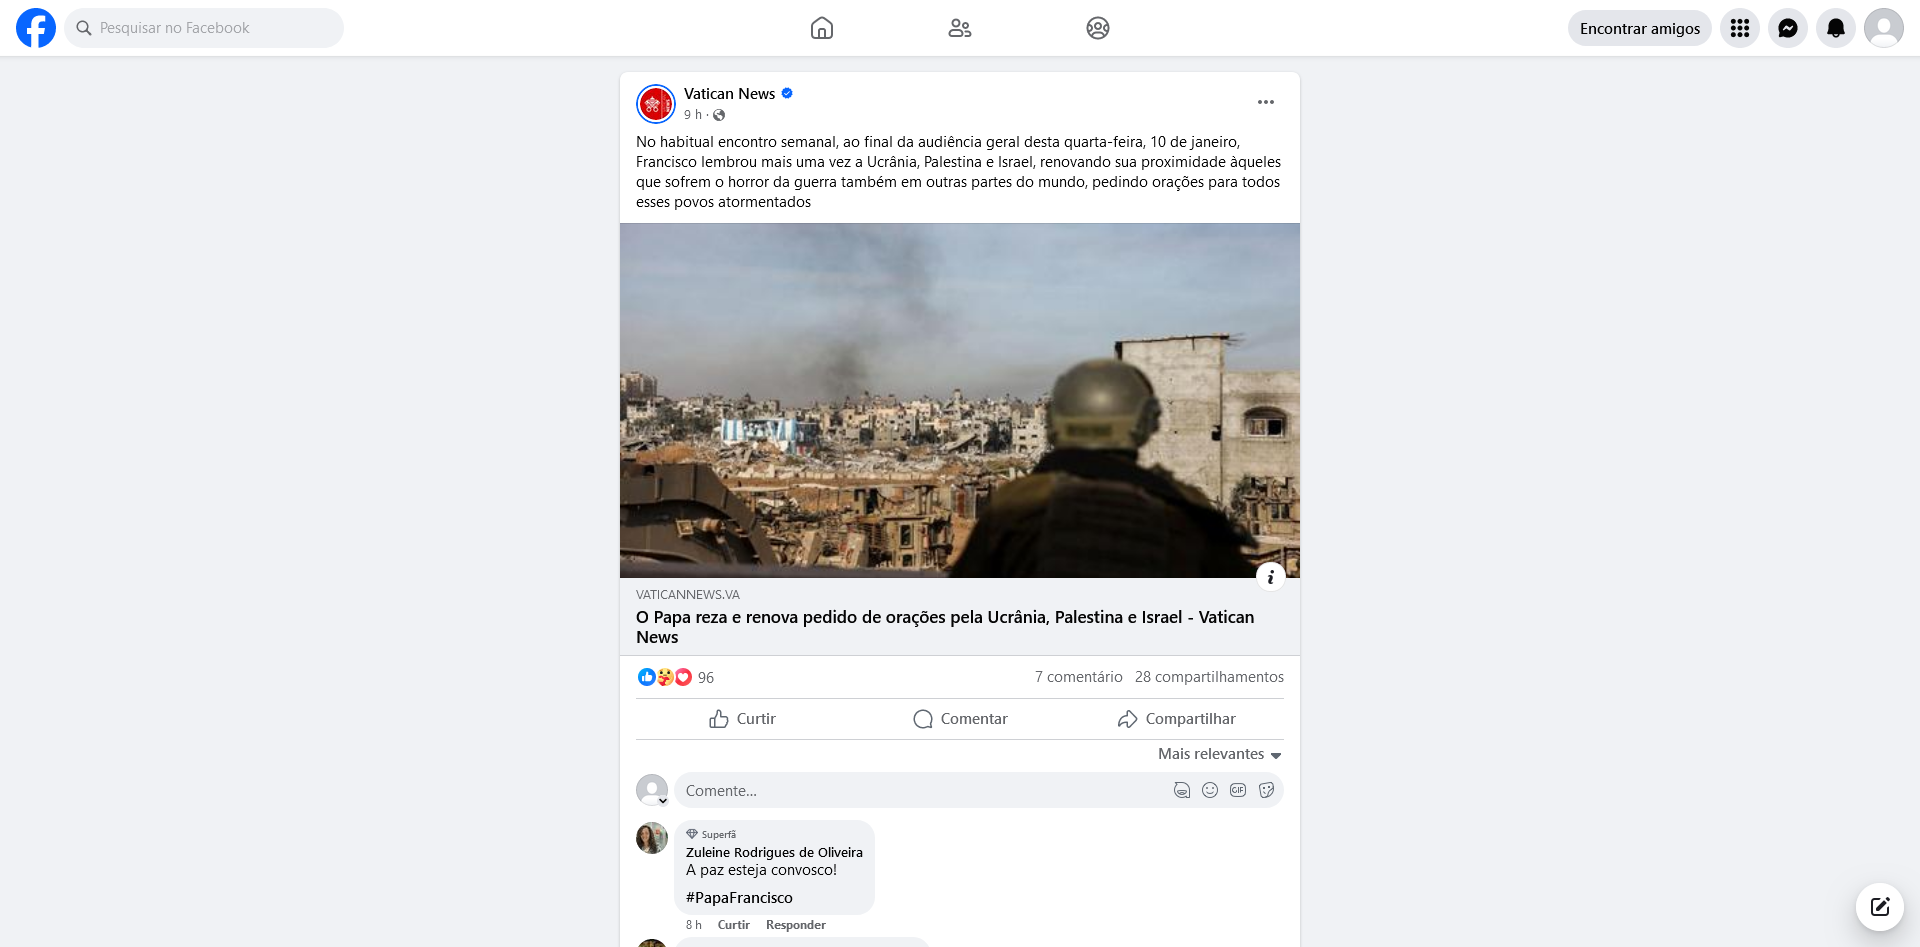 Pesquisar no Facebook
Encontrar amigos
Vatican News
9 h ·
No habitual encontro semanal, ao final da audiência geral desta quarta-feira, 10 de janeiro,
Francisco lembrou mais uma vez a Ucrânia, Palestina e Israel, renovando sua proximidade àqueles
que sofrem o horror da guerra também em outras partes do mundo, pedindo orações para todos
esses povos atormentados
VATICANNEWS.VA
O Papa reza e renova pedido de orações pela Ucrânia, Palestina e Israel - Vatican
News
96
7 comentário 28 compartilhamentos
Curtir Comentar Compartilhar
Mais relevantes
Comente...
GIF
Superfã
Zuleine Rodrigues de Oliveira
A paz esteja convosco!
#PapaFrancisco
8 h Curtir Responder